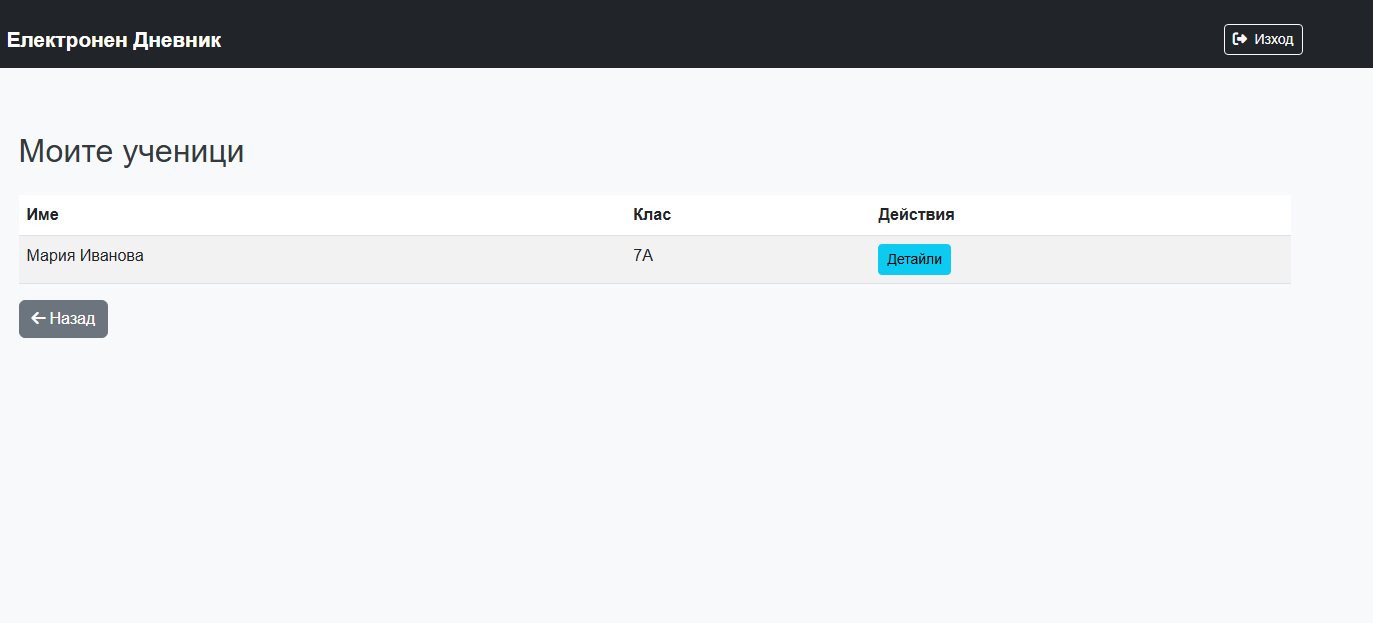 Електронен Дневник
Изход
Моите ученици
Име Клас Действия
Мария Иванова 7А Детайли
Назад